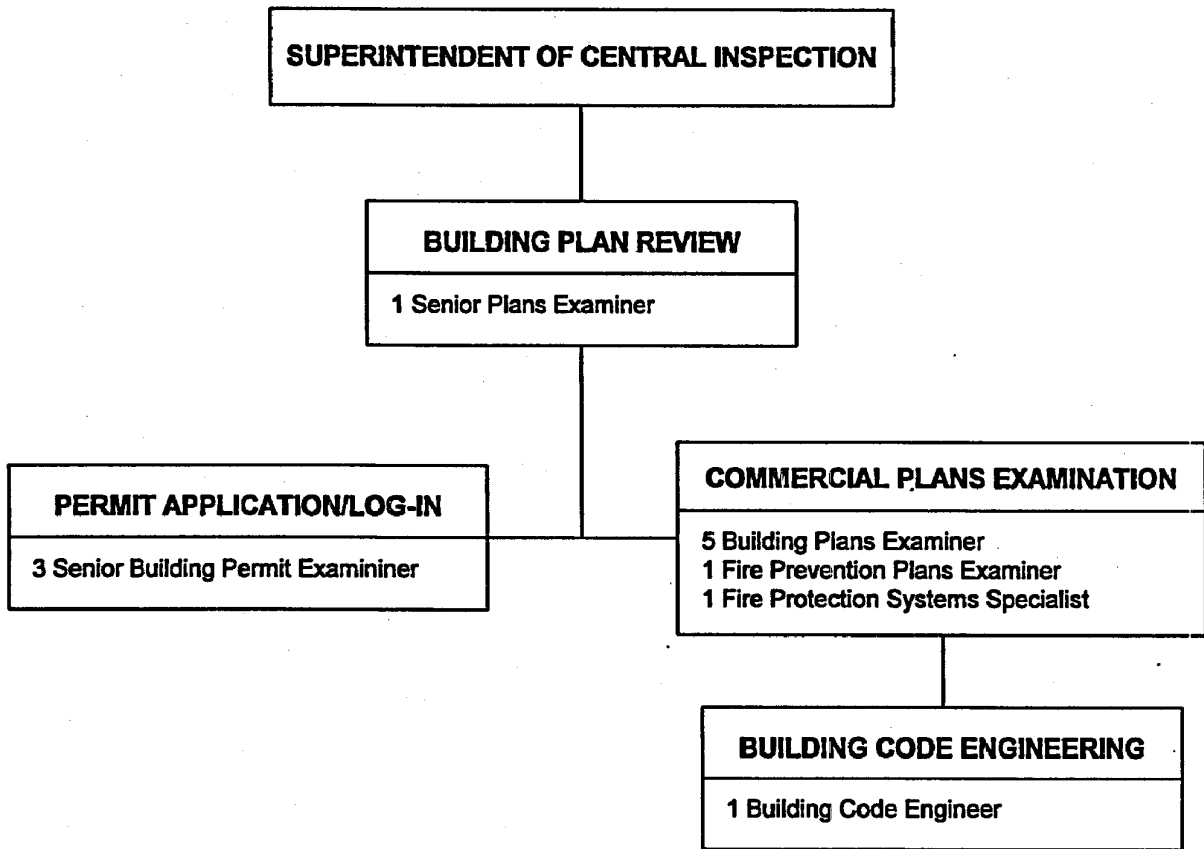 SUPERINTENDENT OF CENTRAL INSPECTION
BUILDING PLAN REVIEW
1 Senior Plans Examiner
PERMIT APPLICATION/LOG-IN
3 Senior Building Permit Examininer
COMMERCIAL PLANS EXAMINATION
5 Building Plans Examiner
1 Fire Prevention Plans Examiner
1 Fire Protection Systems Specialist
BUILDING CODE ENGINEERING
1 Building Code Engineer